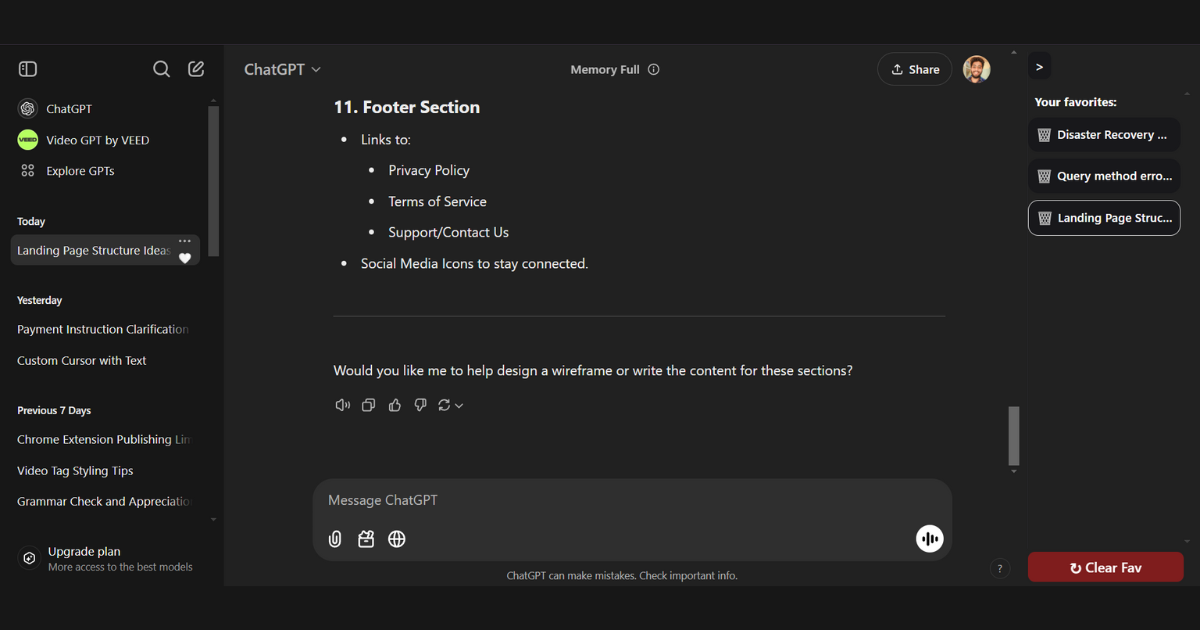 ChatGPT
Memory Full
Share
>
ChatGPT
VEED
Video GPT by VEED
Explore GPTs
Today
Landing Page Structure Ideas
Yesterday
Payment Instruction Clarification
Custom Cursor with Text
Previous 7 Days
Chrome Extension Publishing Lim
Video Tag Styling Tips
Grammar Check and Appreciatio
Upgrade plan
More access to the best models
11. Footer Section
Links to:
Privacy Policy
Terms of Service
Support/Contact Us
Social Media Icons to stay connected.
Would you like me to help design a wireframe or write the content for these sections?
Message ChatGPT
ChatGPT can make mistakes. Check important info.
?
Your favorites:
Disaster Recovery ...
Query method erro...
Landing Page Struc...
↻ Clear Fav